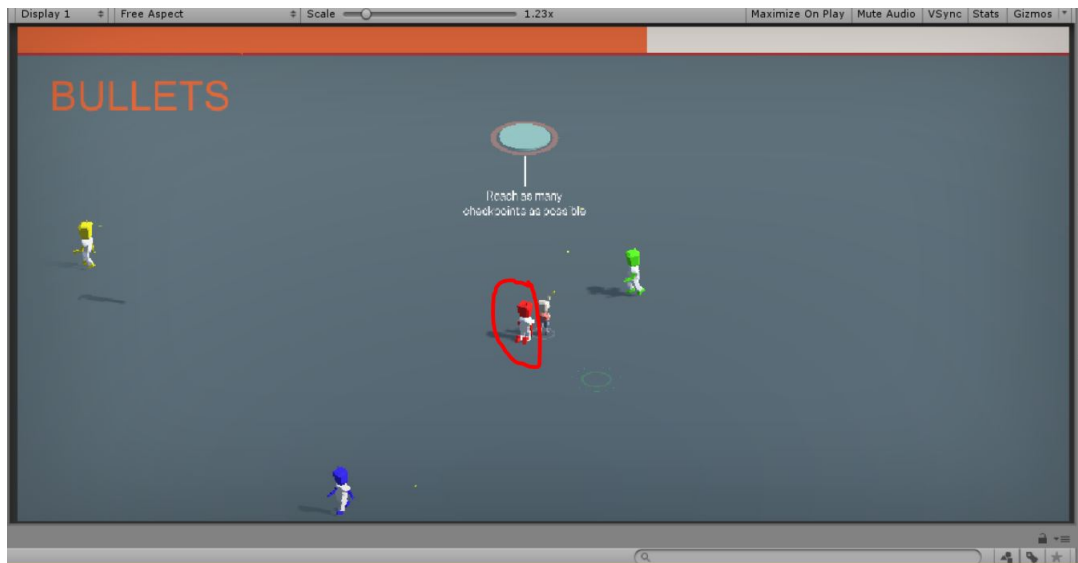 Display 1
Free Aspect
Scale
1.23x
Maximize On Play
Mute Audio
VSync
Stats
Gizmos
BULLETS
Reach as many
checkpoints as possible